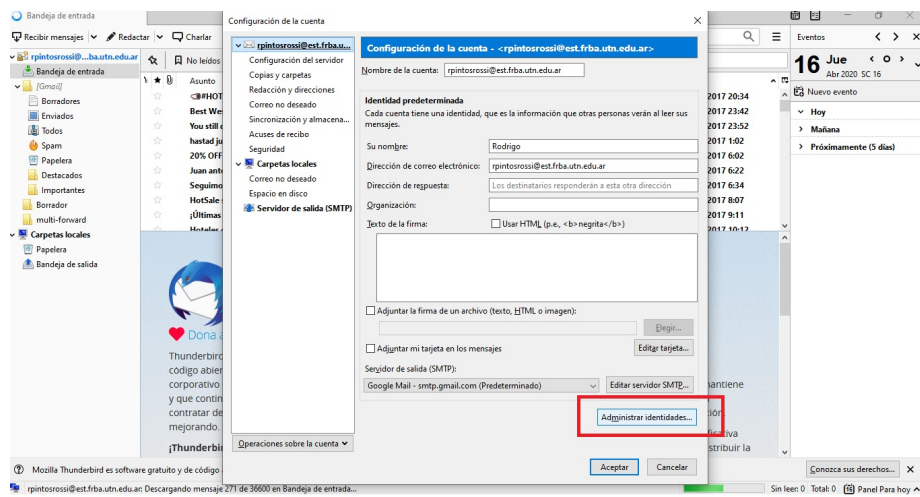 Bandeja de entrada
Recibir mensajes
Redactar
Charlar
rpintosrossi@...ba.utn.edu.ar
Bandeja de entrada
[Gmail]
Borradores
Enviados
Todos
Spam
Papelera
Destacados
Importantes
Borrador
multi-forward
Carpetas locales
Papelera
Bandeja de salida
No leídos
Asunto
#HOT
Best We
You still
hastad ju
20% OFF
Juan ant
Seguimo
HotSale
¡Últimas
Hoteles
2017 20:34
2017 23:42
2017 23:52
2017 1:02
2017 6:02
2017 6:22
2017 6:34
2017 8:07
2017 9:11
2017 10:12
Dona a
Thunderbird
código abier
corporativo
y que contin
contratar de
mejorando.
¡Thunderbi
mantiene
ción,
ficativa
stribuir la
Configuración de la cuenta
rpintosrossi@est.frba.u...
Configuración del servidor
Copias y carpetas
Redacción y direcciones
Correo no deseado
Sincronización y almacena...
Acuses de recibo
Seguridad
Carpetas locales
Correo no deseado
Espacio en disco
Servidor de salida (SMTP)
Operaciones sobre la cuenta
Configuración de la cuenta - <rpintosrossi@est.frba.utn.edu.ar>
Nombre de la cuenta: rpintosrossi@est.frba.utn.edu.ar
Identidad predeterminada
Cada cuenta tiene una identidad, que es la información que otras personas verán al leer sus
mensajes.
Su nombre: Rodrigo
Dirección de correo electrónico: rpintosrossi@est.frba.utn.edu.ar
Dirección de respuesta: Los destinatarios responderán a esta otra dirección
Organización:
Texto de la firma: Usar HTML (p.e., <b>negrita</b>)
Adjuntar la firma de un archivo (texto, HTML o imagen):
Elegir...
Adjuntar mi tarjeta en los mensajes Editar tarjeta...
Servidor de salida (SMTP):
Google Mail - smtp.gmail.com (Predeterminado) Editar servidor SMTP...
Administrar identidades...
Aceptar Cancelar
Eventos
16 Jue
Abr 2020 SC 16
Nuevo evento
Hoy
Mañana
Próximamente (5 días)
Mozilla Thunderbird es software gratuito y de código
Conozca sus derechos...
rpintosrossi@est.frba.utn.edu.ar: Descargando mensaje 271 de 36600 en Bandeja de entrada...
Sin leer: 0 Total: 0 Panel Para hoy